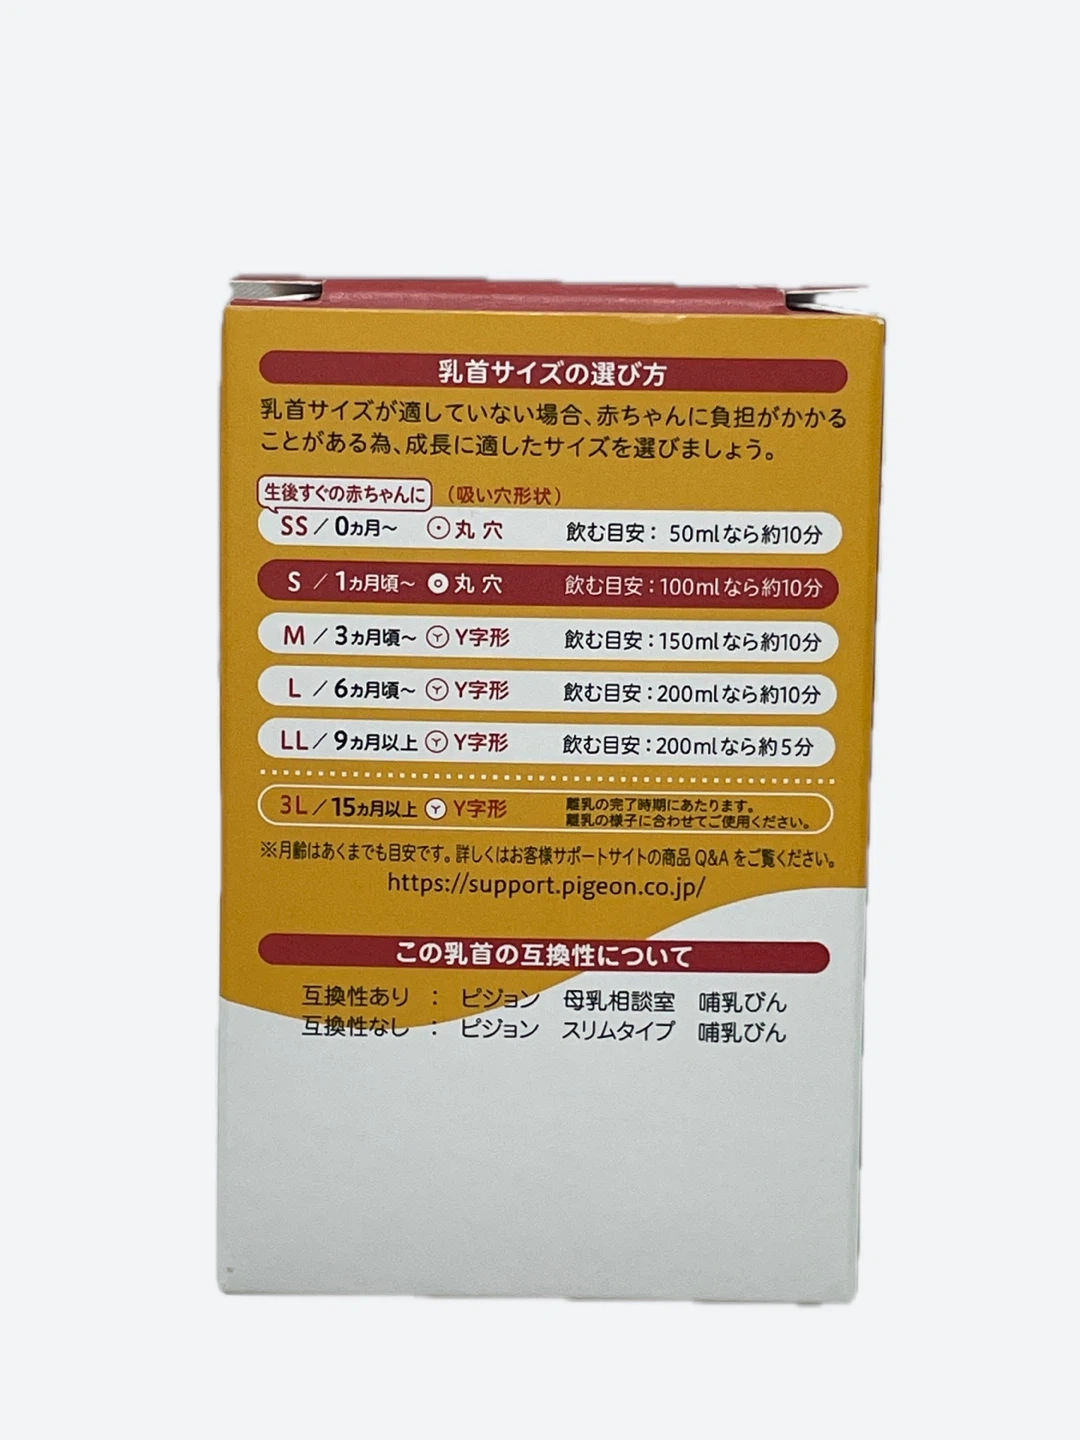 乳首サイズの選び方
乳首サイズが適していない場合、赤ちゃんに負担がかかる
ことがある為、成長に適したサイズを選びましょう。
生後すぐの赤ちゃんに （吸い穴形状）
SS / 0ヵ月～ 丸穴 飲む目安： 50mlなら約10分
S / 1ヵ月頃～ 丸穴 飲む目安：100mlなら約10分
M / 3ヵ月頃～ Y字形 飲む目安：150mlなら約10分
L / 6ヵ月頃～ Y字形 飲む目安：200mlなら約10分
LL / 9ヵ月以上 Y字形 飲む目安：200mlなら約5分
3L / 15ヵ月以上 Y字形 離乳の完了時期にあたります。
離乳の様子に合わせてご使用ください。
※月齢はあくまでも目安です。詳しくはお客様サポートサイトの商品Q&Aをご覧ください。
https://support.pigeon.co.jp/
この乳首の互換性について
互換性あり ： ピジョン 母乳相談室 哺乳びん
互換性なし ： ピジョン スリムタイプ 哺乳びん